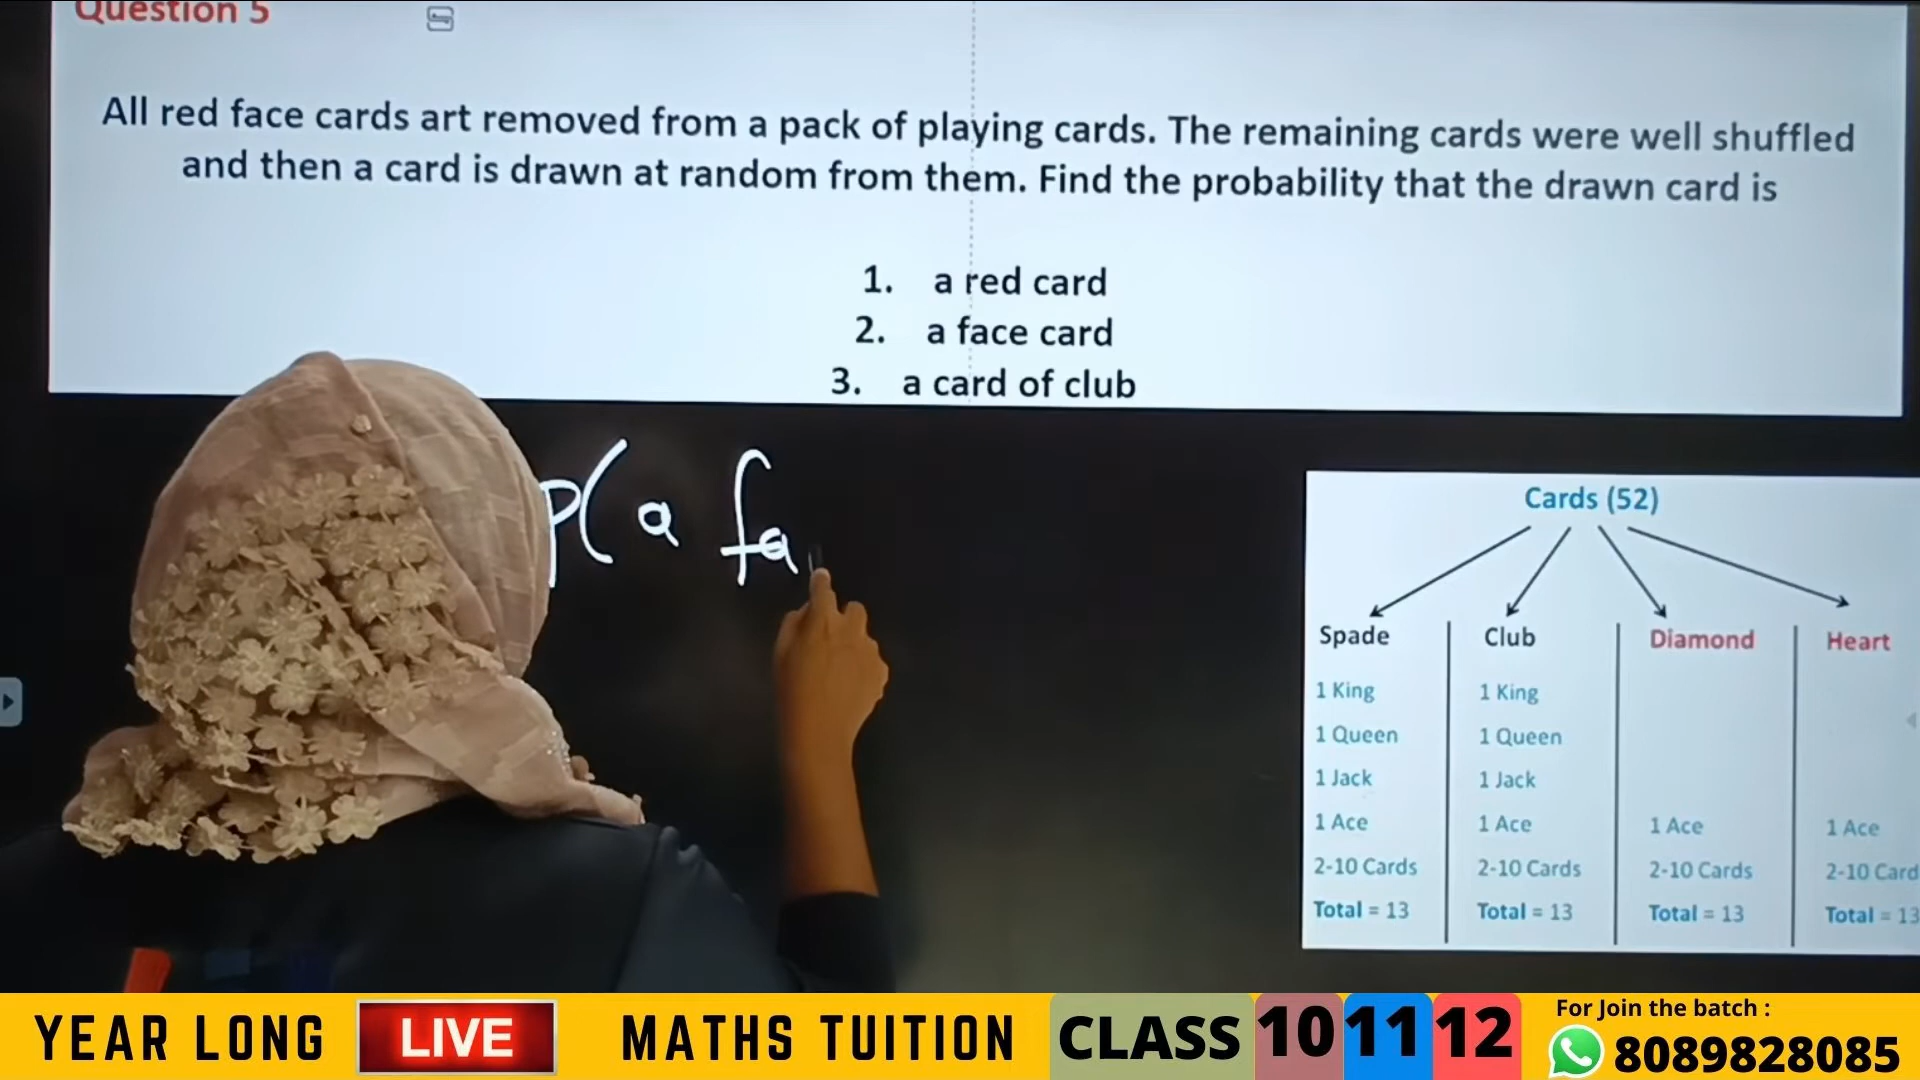 Question 5
All red face cards art removed from a pack of playing cards. The remaining cards were well shuffled
and then a card is drawn at random from them. Find the probability that the drawn card is
1. a red card
2. a face card
3. a card of club
P( a fa
Cards (52)
Spade Club Diamond Heart
1 King 1 King
1 Queen 1 Queen
1 Jack 1 Jack
1 Ace 1 Ace 1 Ace 1 Ace
2-10 Cards 2-10 Cards 2-10 Cards 2-10 Card
Total = 13 Total = 13 Total = 13 Total = 13
YEAR LONG LIVE MATHS TUITION CLASS 10 11 12
For Join the batch :
8089828085